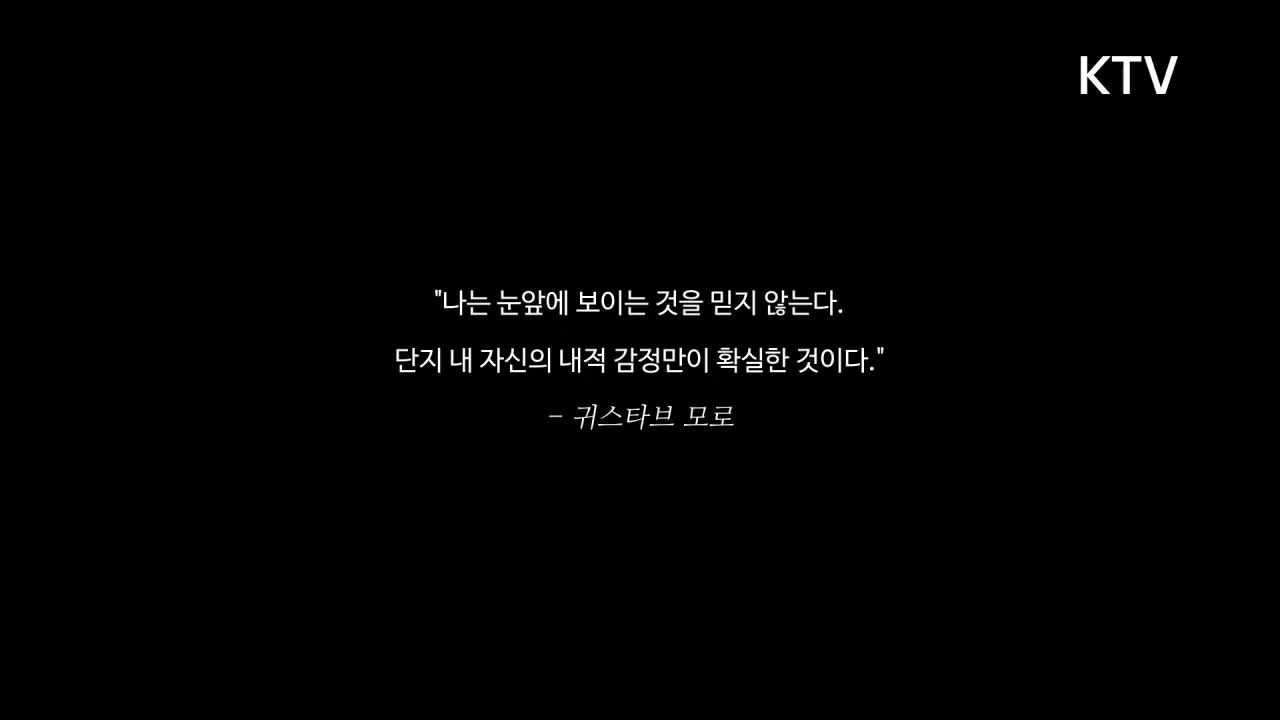 KTV
"나는 눈앞에 보이는 것을 믿지 않는다.
단지 내 자신의 내적 감정만이 확실한 것이다."
- 귀스타브 모로